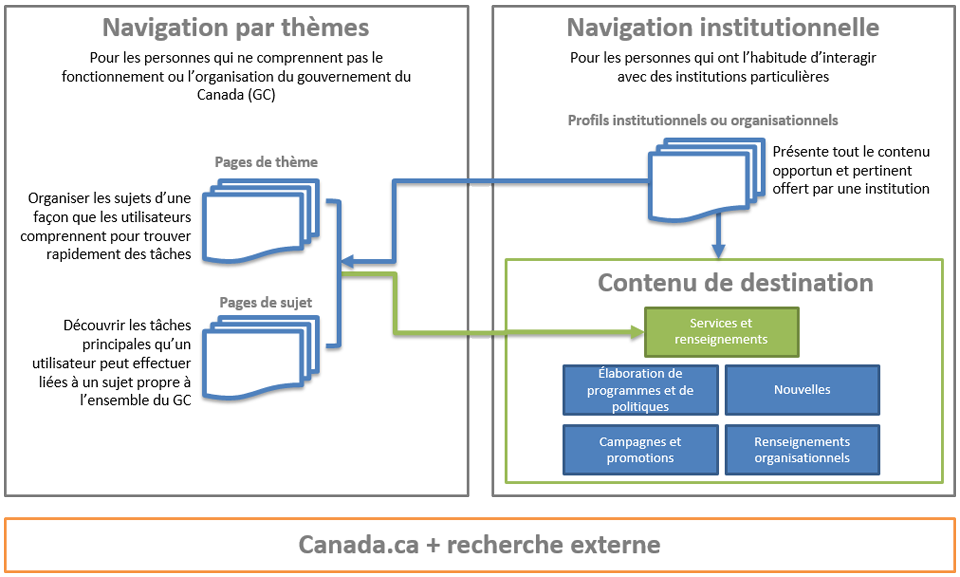 Navigation par thèmes
Pour les personnes qui ne comprennent pas le
fonctionnement ou l’organisation du gouvernement du
Canada (GC)
Pages de thème
Organiser les sujets d’une
façon que les utilisateurs
comprennent pour trouver
rapidement des tâches
Pages de sujet
Découvrir les tâches
principales qu’un
utilisateur peut effectuer
liées à un sujet propre à
l’ensemble du GC
Navigation institutionnelle
Pour les personnes qui ont l’habitude d’interagir
avec des institutions particulières
Profils institutionnels ou organisationnels
Présente tout le contenu
opportun et pertinent
offert par une institution
Contenu de destination
Services et
renseignements
Élaboration de
programmes et de
politiques
Nouvelles
Campagnes et
promotions
Renseignements
organisationnels
Canada.ca + recherche externe